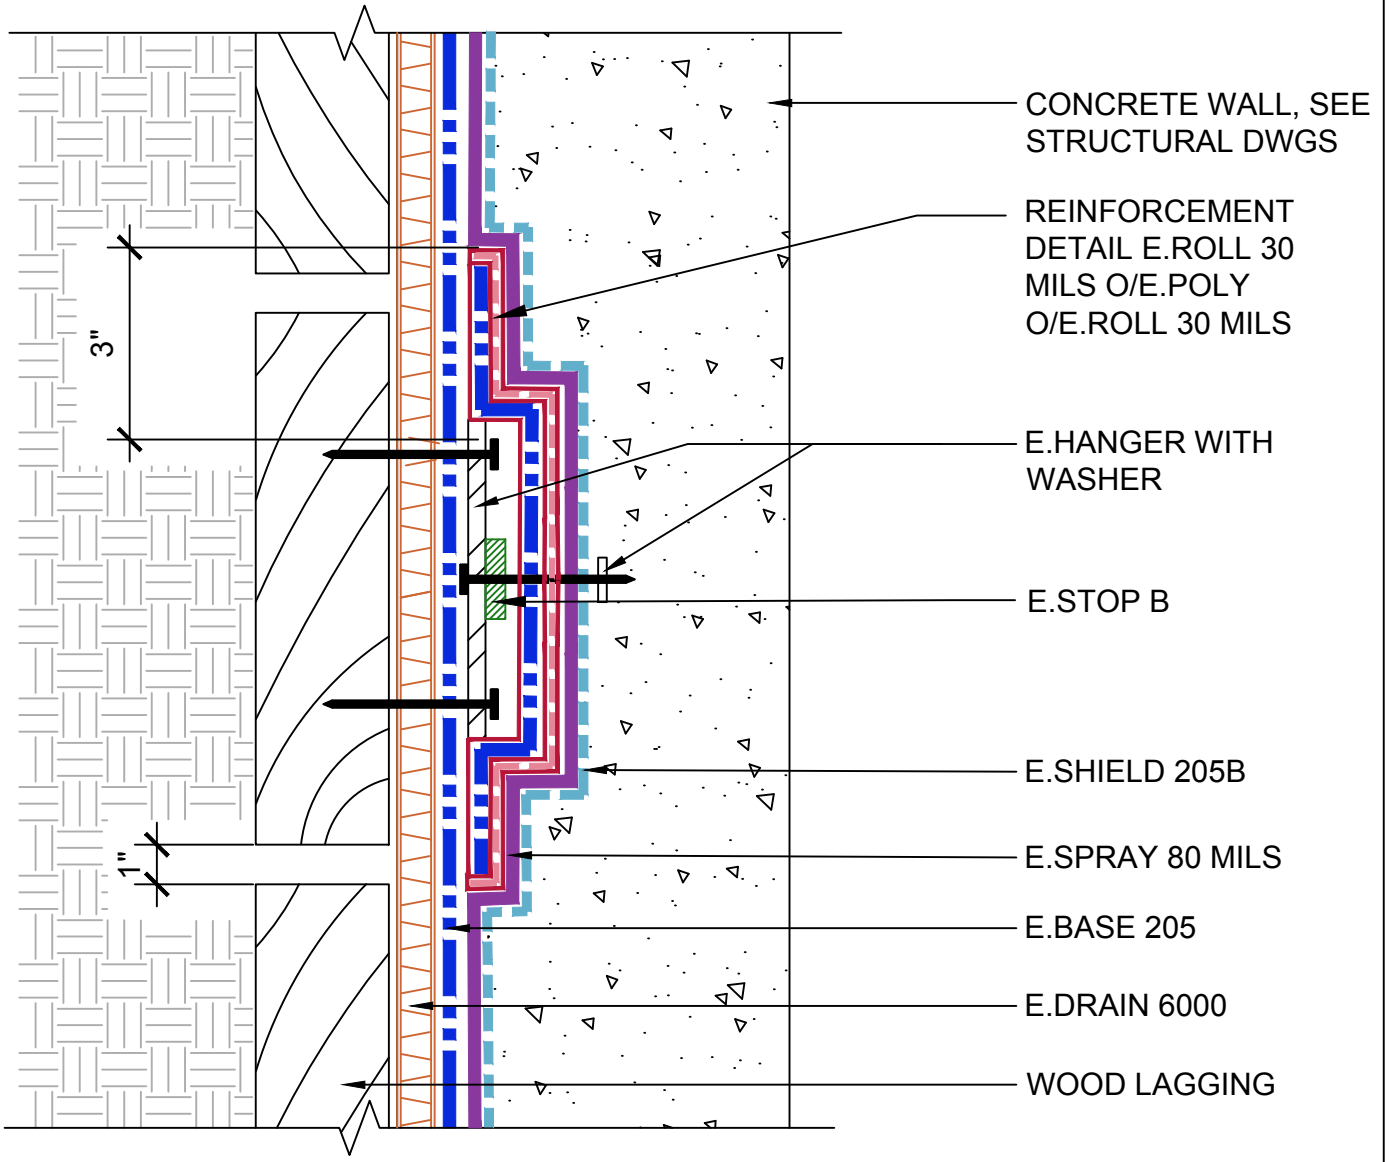 CONCRETE WALL, SEE
STRUCTURAL DWGS
REINFORCEMENT
DETAIL E.ROLL 30
MILS O/E.POLY
O/E.ROLL 30 MILS
3"
E.HANGER WITH
WASHER
E.STOP B
E.SHIELD 205B
1"
E.SPRAY 80 MILS
E.BASE 205
E.DRAIN 6000
WOOD LAGGING